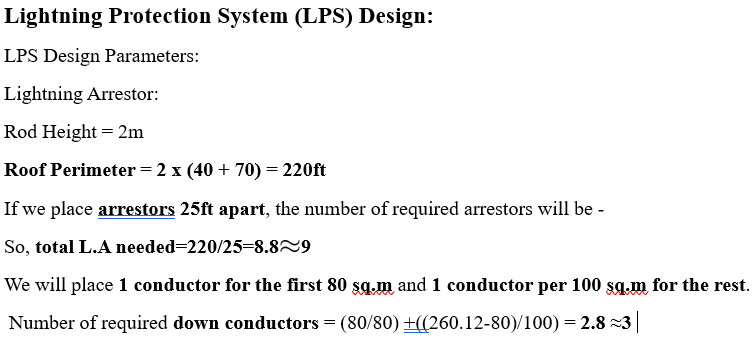 Lightning Protection System (LPS) Design:
LPS Design Parameters:
Lightning Arrestor:
Rod Height = 2m
Roof Perimeter = 2 x (40 + 70) = 220ft
If we place arrestors 25ft apart, the number of required arrestors will be -
So, total L.A needed=220/25=8.8≈9
We will place 1 conductor for the first 80 sq.m and 1 conductor per 100 sq.m for the rest.
Number of required down conductors = (80/80) +((260.12-80)/100) = 2.8 ≈3